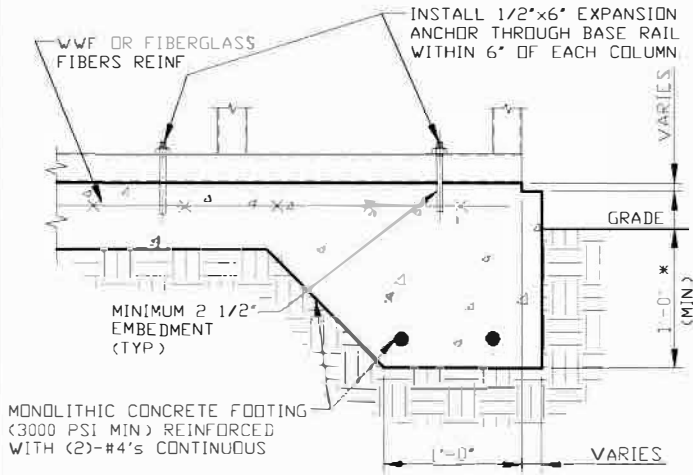 INSTALL 1/2"x6" EXPANSION
ANCHOR THROUGH BASE RAIL
WITHIN 6" OF EACH COLUMN
WWF OR FIBERGLASS
FIBERS REINF
VARIES
GRADE
1'-0" *
(MIN)
MINIMUM 2 1/2"
EMBEDMENT
(TYP)
MONOLITHIC CONCRETE FOOTING
(3000 PSI MIN) REINFORCED
WITH (2)-#4's CONTINUOUS
1'-0"
VARIES